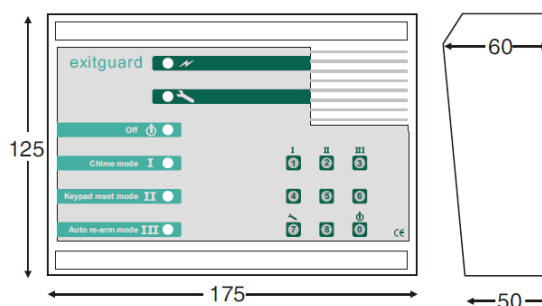 exitguard
60
Off
125
I II III
Chime mode I
1 2 3
Keypad reset mode II
4 5 6
Auto re-arm mode III
7 8 0
CE
175
50